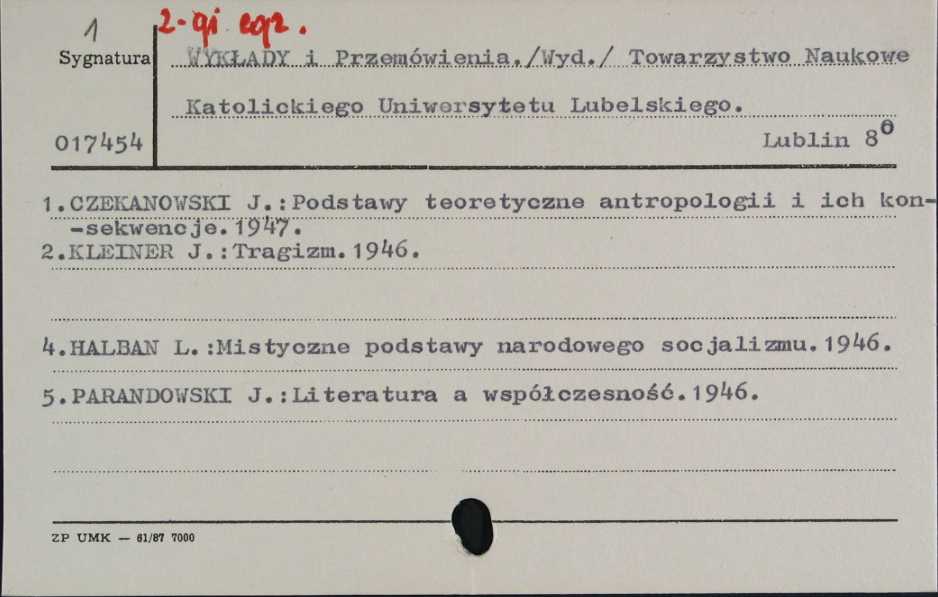 1 2-gi egz.
Sygnatura WYKŁADY i Przemówienia./Wyd./ Towarzystwo Naukowe
Katolickiego Uniwersytetu Lubelskiego.
017454 Lublin 8⁰
1.CZEKANOWSKI J.:Podstawy teoretyczne antropologii i ich kon-
-sekwencje.1947.
2.KLEINER J.:Tragizm.1946.
4.HALBAN L.:Mistyczne podstawy narodowego socjalizmu.1946.
5.PARANDOWSKI J.:Literatura a współczesność.1946.
ZP UMK — 61/87 7000